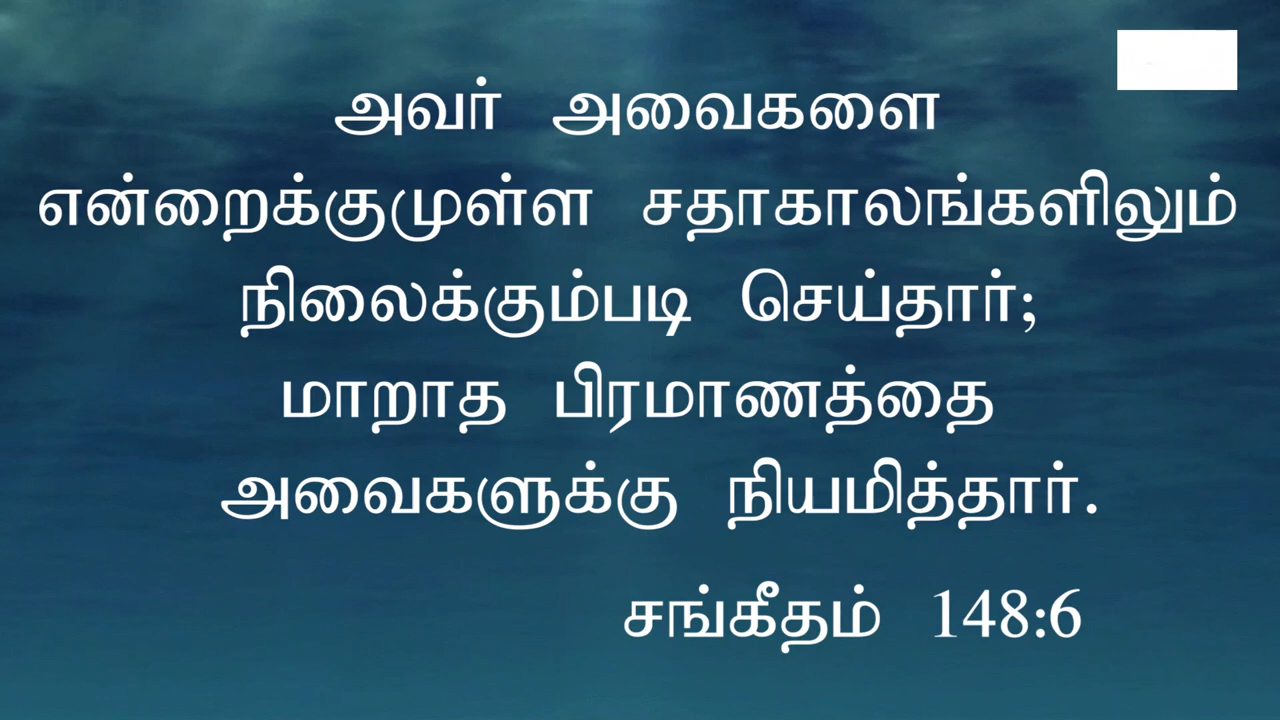 அவர் அவைகளை
என்றைக்குமுள்ள சதாகாலங்களிலும்
நிலைக்கும்படி செய்தார்;
மாறாத பிரமாணத்தை
அவைகளுக்கு நியமித்தார்.
சங்கீதம் 148:6